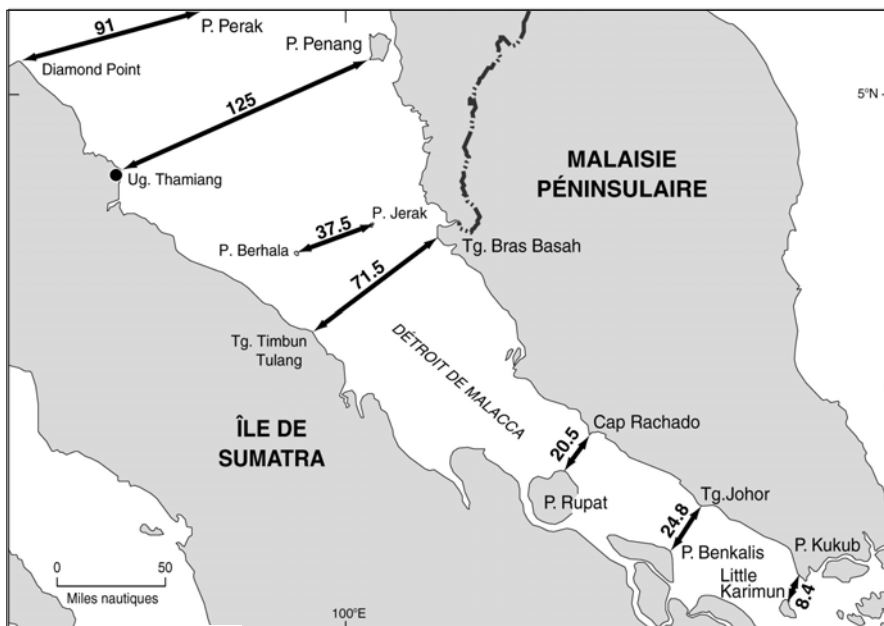 91
P. Perak
P. Penang
Diamond Point
5°N
125
MALAISIE
PÉNINSULAIRE
Ug. Thamiang
P. Jerak
37.5
P. Berhala
Tg. Bras Basah
71.5
Tg. Timbun
Tulang
DÉTROIT DE MALACCA
ÎLE DE
SUMATRA
Cap Rachado
20.5
P. Rupat
Tg.Johor
24.8
P. Benkalis
P. Kukub
Little
Karimun
8.4
0
50
Miles nautiques
100°E